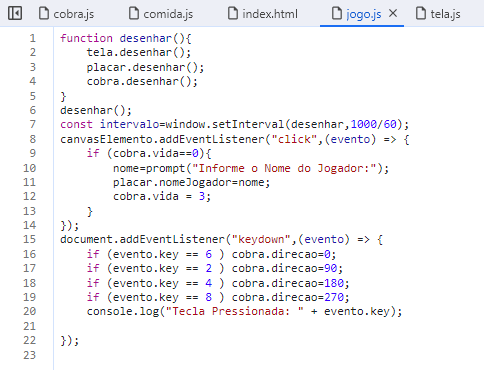 cobra.js comida.js index.html jogo.js tela.js
1 function desenhar(){
2 tela.desenhar();
3 placar.desenhar();
4 cobra.desenhar();
5 }
6 desenhar();
7 const intervalo=window.setInterval(desenhar,1000/60);
8 canvasElemento.addEventListener("click",(evento) => {
9 if (cobra.vida==0){
10 nome=prompt("Informe o Nome do Jogador:");
11 placar.nomeJogador=nome;
12 cobra.vida = 3;
13 }
14 });
15 document.addEventListener("keydown",(evento) => {
16 if (evento.key == 6 ) cobra.direcao=0;
17 if (evento.key == 2 ) cobra.direcao=90;
18 if (evento.key == 4 ) cobra.direcao=180;
19 if (evento.key == 8 ) cobra.direcao=270;
20 console.log("Tecla Pressionada: " + evento.key);
21
22 });
23